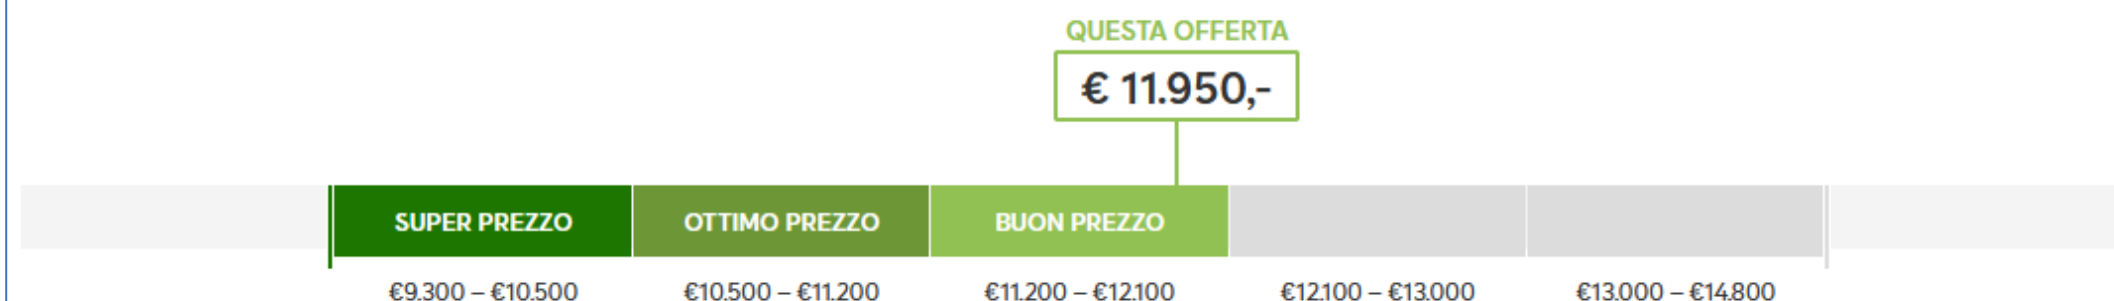 QUESTA OFFERTA
€ 11.950,-
SUPER PREZZO OTTIMO PREZZO BUON PREZZO
€9.300 – €10.500 €10.500 – €11.200 €11.200 – €12.100 €12.100 – €13.000 €13.000 – €14.800